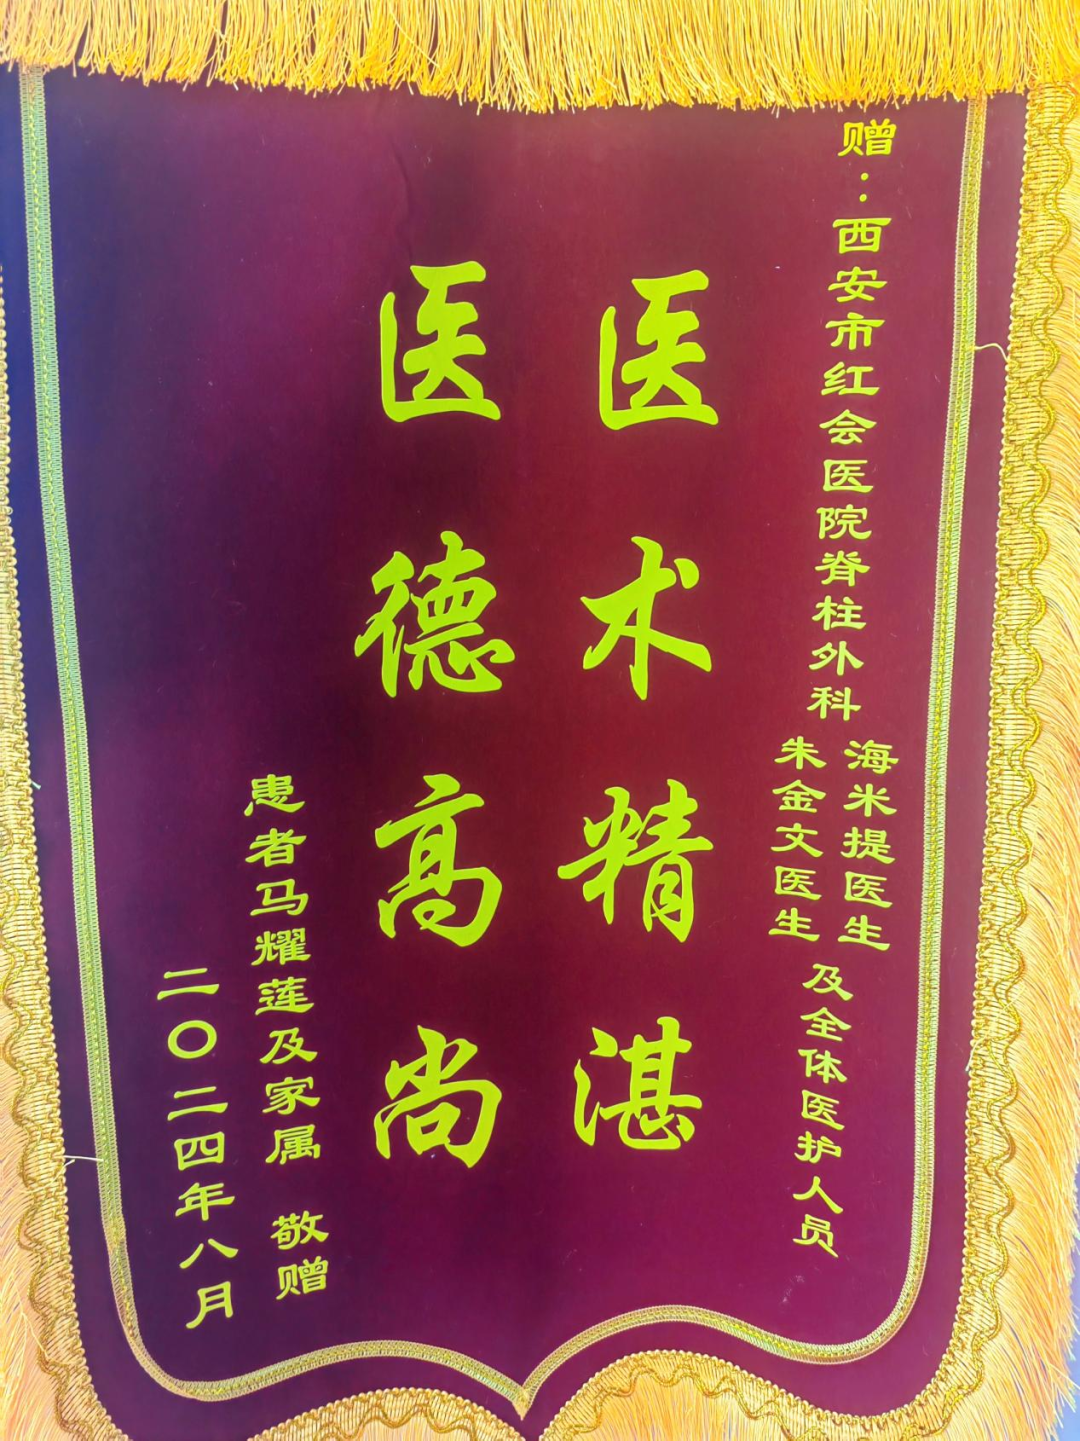 赠：西安市红会医院脊柱外科
海米提医生
朱金文医生
及全体医护人员
医术精湛
医德高尚
患者马耀莲及家属 敬赠
二〇二四年八月